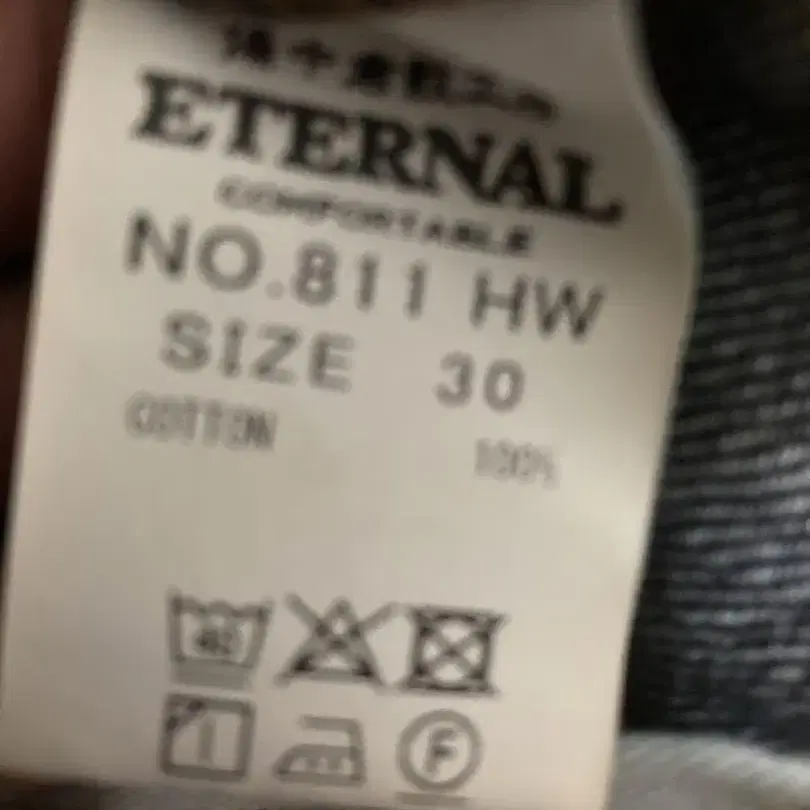 ETERNAL
COMFORTABLE
NO.811 HW
SIZE 30
COTTON 100%
40
F